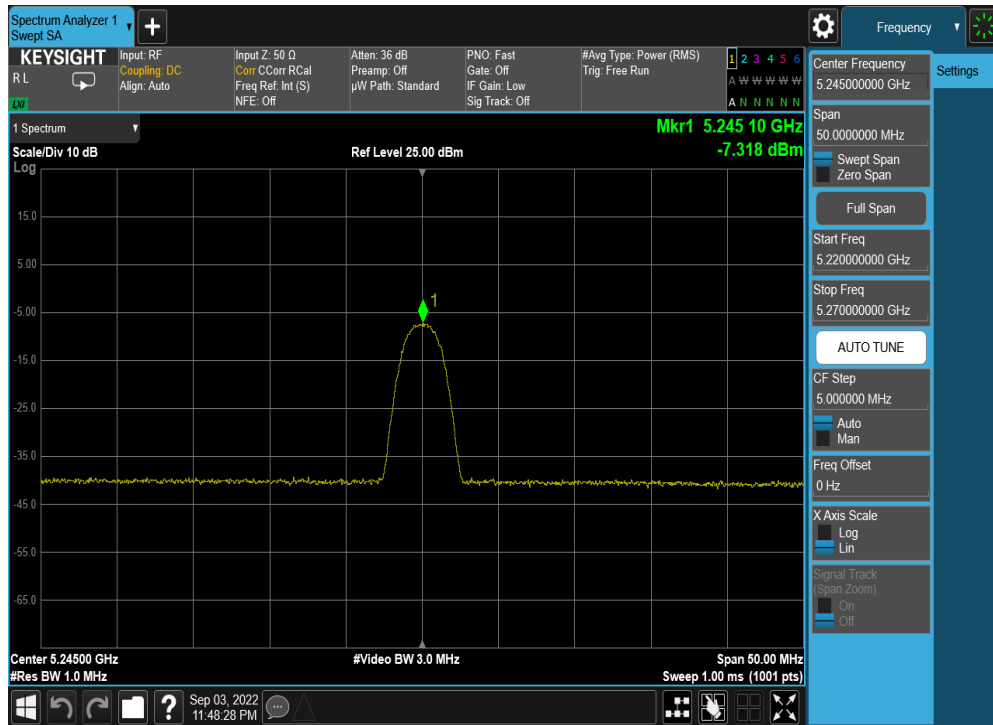 Spectrum Analyzer 1
Swept SA
Frequency
KEYSIGHT
R L
LXI
Input: RF
Coupling: DC
Align: Auto
Input Z: 50 Ω
Corr CCorr RCal
Freq Ref: Int (S)
NFE: Off
Atten: 36 dB
Preamp: Off
µW Path: Standard
PNO: Fast
Gate: Off
IF Gain: Low
Sig Track: Off
#Avg Type: Power (RMS)
Trig: Free Run
1 2 3 4 5 6
A W W W W W
A N N N N N
1 Spectrum
Scale/Div 10 dB
Log
Ref Level 25.00 dBm
Mkr1 5.245 10 GHz
-7.318 dBm
15.0
5.00
-5.00
-15.0
-25.0
-35.0
-45.0
-55.0
-65.0
1
Center 5.24500 GHz
#Res BW 1.0 MHz
#Video BW 3.0 MHz
Span 50.00 MHz
Sweep 1.00 ms (1001 pts)
Sep 03, 2022
11:48:28 PM
Center Frequency
5.245000000 GHz
Settings
Span
50.0000000 MHz
Swept Span
Zero Span
Full Span
Start Freq
5.220000000 GHz
Stop Freq
5.270000000 GHz
AUTO TUNE
CF Step
5.000000 MHz
Auto
Man
Freq Offset
0 Hz
X Axis Scale
Log
Lin
Signal Track
(Span Zoom)
On
Off